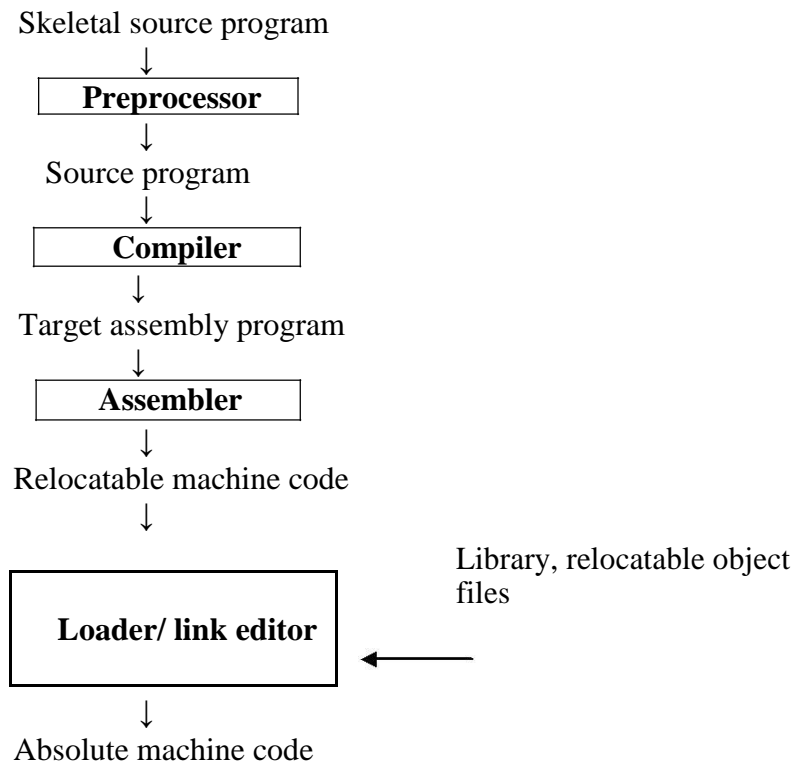 Skeletal source program
↓
Preprocessor
↓
Source program
↓
Compiler
↓
Target assembly program
↓
Assembler
↓
Relocatable machine code
↓
Library, relocatable object
files
Loader/ link editor
↓
Absolute machine code